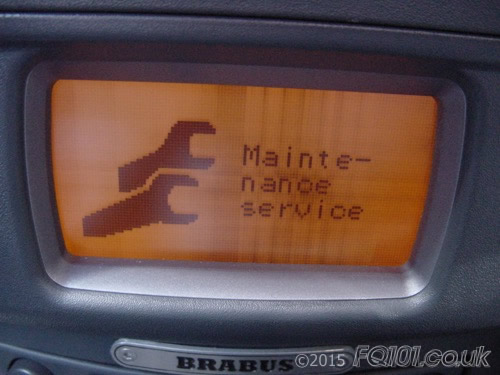 Mainte-
nance
service
BRABUS
©2015 FQ101.co.uk